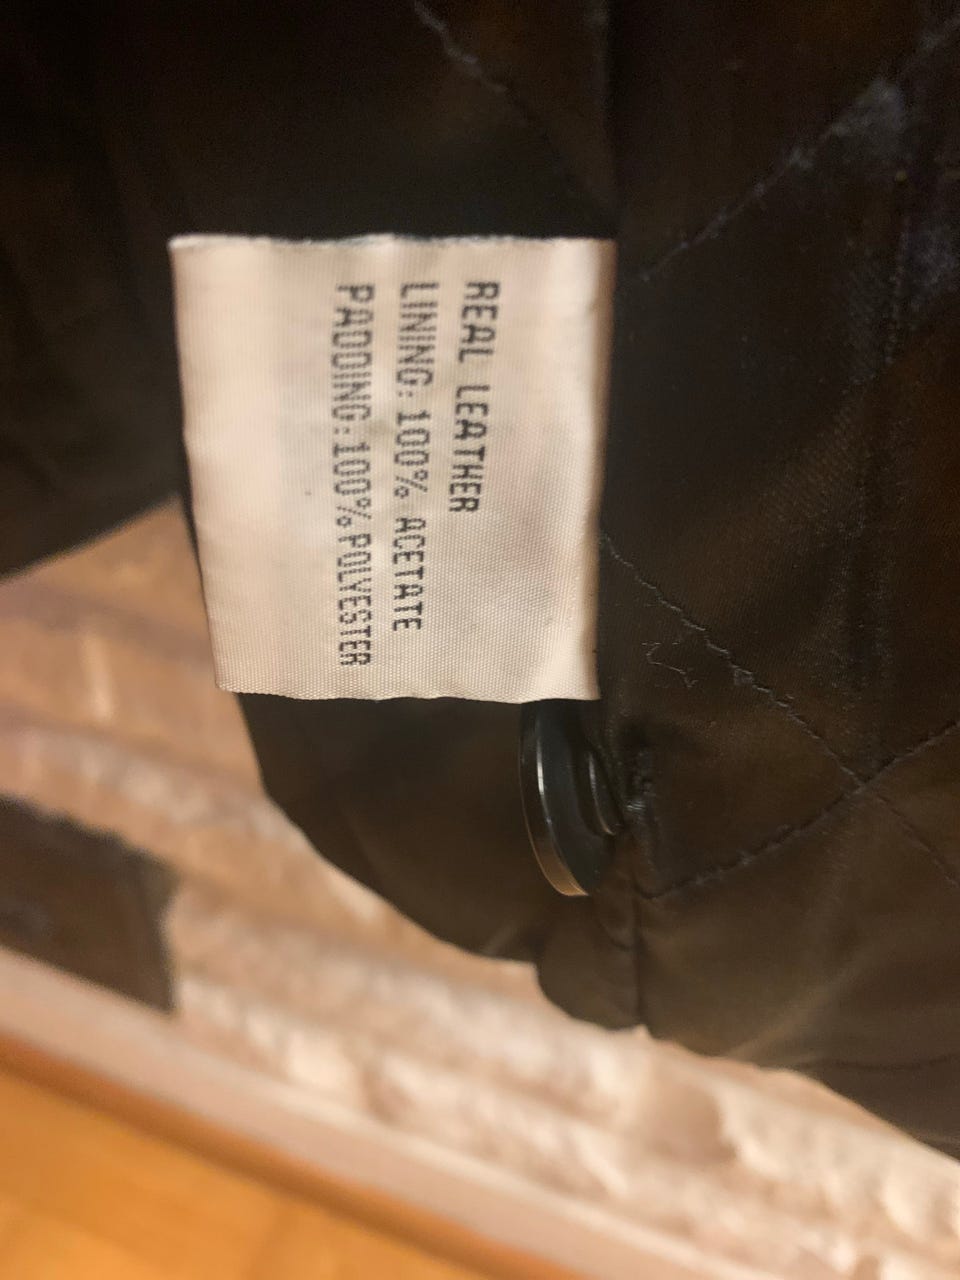 REAL LEATHER
LINING: 100% ACETATE
PADDING:100%POLYESTER